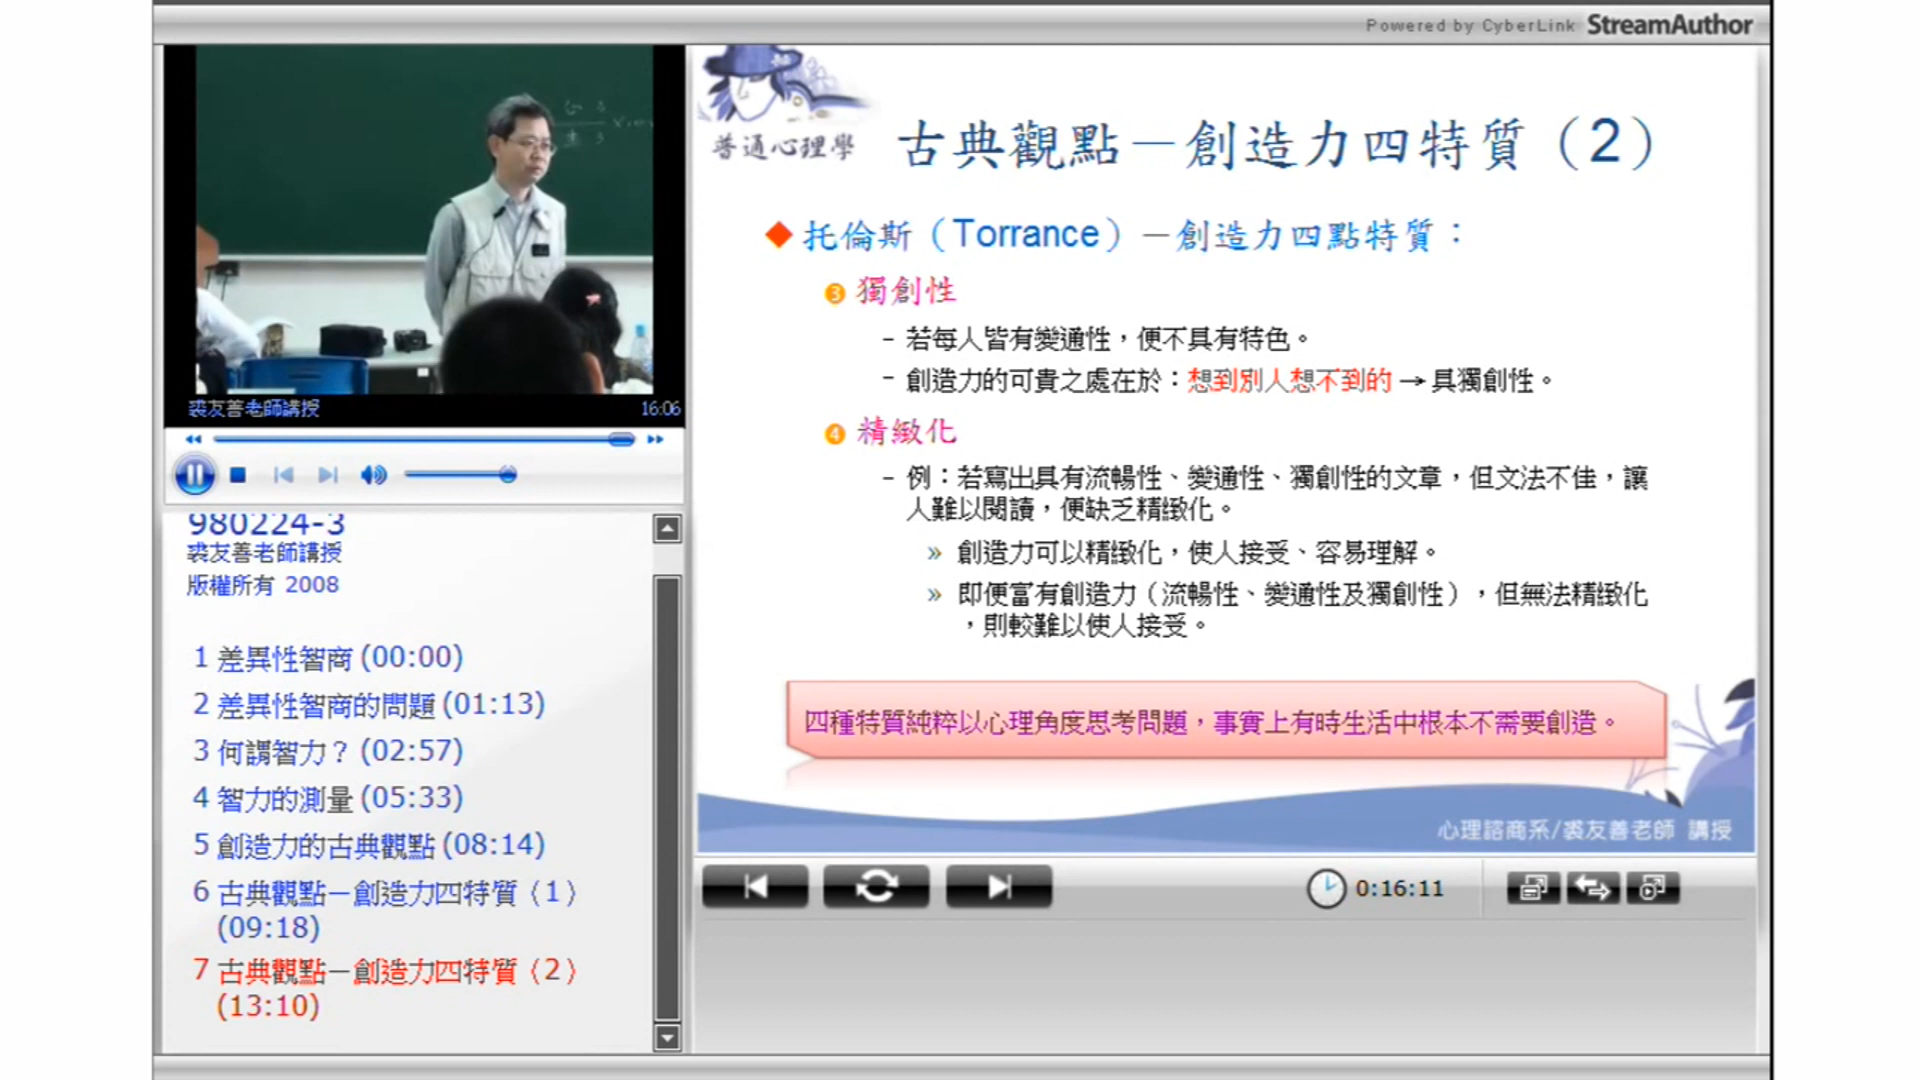 Powered by CyberLink StreamAuthor
裘友善老師講授 16:06
980224-3
裘友善老師講授
版權所有 2008
1 差異性智商 (00:00)
2 差異性智商的問題 (01:13)
3 何謂智力？ (02:57)
4 智力的測量 (05:33)
5 創造力的古典觀點 (08:14)
6 古典觀點－創造力四特質（1）
(09:18)
7 古典觀點－創造力四特質（2）
(13:10)
普通心理學
古典觀點－創造力四特質（2）
托倫斯（Torrance）－創造力四點特質：
3 獨創性
- 若每人皆有變通性，便不具有特色。
- 創造力的可貴之處在於：想到別人想不到的 → 具獨創性。
4 精緻化
- 例：若寫出具有流暢性、變通性、獨創性的文章，但文法不佳，讓
人難以閱讀，便缺乏精緻化。
» 創造力可以精緻化，使人接受、容易理解。
» 即便富有創造力（流暢性、變通性及獨創性），但無法精緻化
，則較難以使人接受。
四種特質純粹以心理角度思考問題，事實上有時生活中根本不需要創造。
心理諮商系/裘友善老師 講授
0:16:11